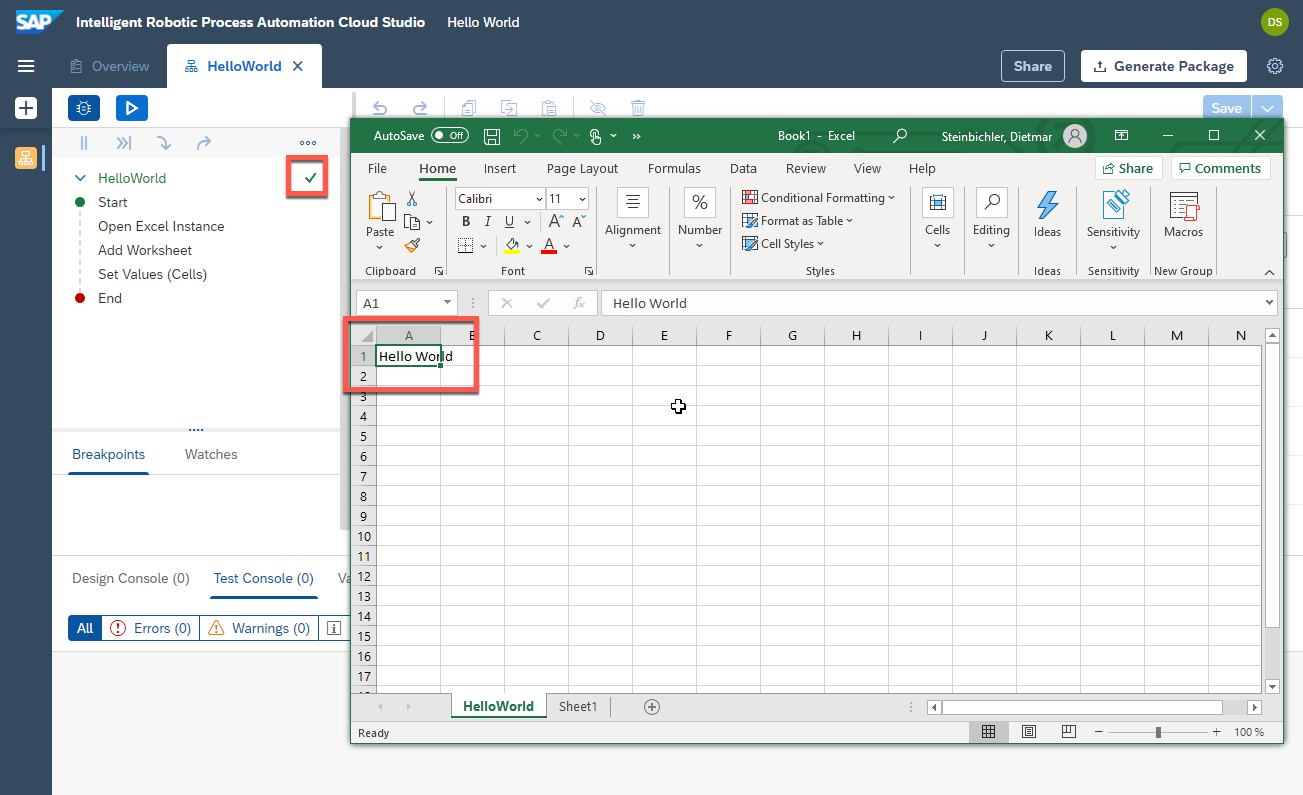 SAP Intelligent Robotic Process Automation Cloud Studio Hello World DS
Overview HelloWorld Share Generate Package
Save
HelloWorld
Start
Open Excel Instance
Add Worksheet
Set Values (Cells)
End
Breakpoints Watches
Design Console (0) Test Console (0) Va
All Errors (0) Warnings (0)
AutoSave Off Book1 - Excel Steinbichler, Dietmar
File Home Insert Page Layout Formulas Data Review View Help Share Comments
Calibri 11
B I U A A
A
Paste Alignment % Number
Conditional Formatting
Format as Table
Cell Styles
Cells Editing Ideas Sensitivity Macros
Clipboard Font Styles Ideas Sensitivity New Group
A1 fx Hello World
A B C D E F G H I J K L M N
1 Hello World
2
3
4
5
6
7
8
9
10
11
12
13
14
15
16
17
HelloWorld Sheet1
Ready 100 %